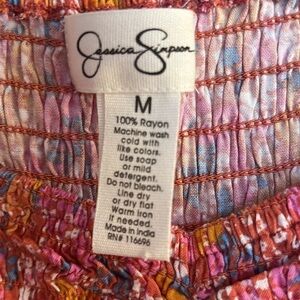 Jessica Simpson
M
100% Rayon
Machine wash
cold with
like colors.
Use soap
or mild
detergent.
Do not bleach.
Line dry
or dry flat
Warm iron
if needed.
Made in India
RN# 116696